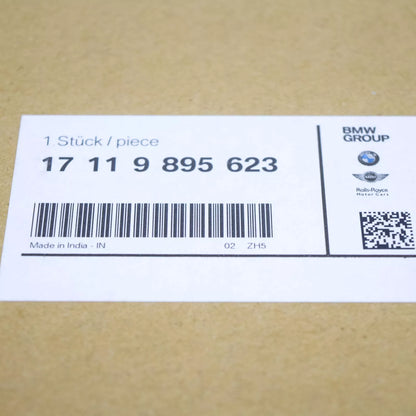 1 Stück / piece
17 11 9 895 623
Made in India - IN 02 ZH5
BMW
GROUP
Rolls-Royce
Motor Cars